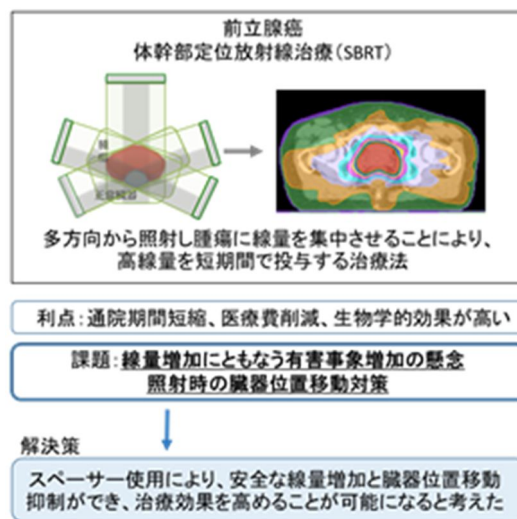 前立腺癌
体幹部定位放射線治療(SBRT)
腫瘍
正常臓器
多方向から照射し腫瘍に線量を集中させることにより、
高線量を短期間で投与する治療法
利点:通院期間短縮、医療費削減、生物学的効果が高い
課題:線量増加にともなう有害事象増加の懸念
照射時の臓器位置移動対策
解決策
スペーサー使用により、安全な線量増加と臓器位置移動
抑制ができ、治療効果を高めることが可能になると考えた